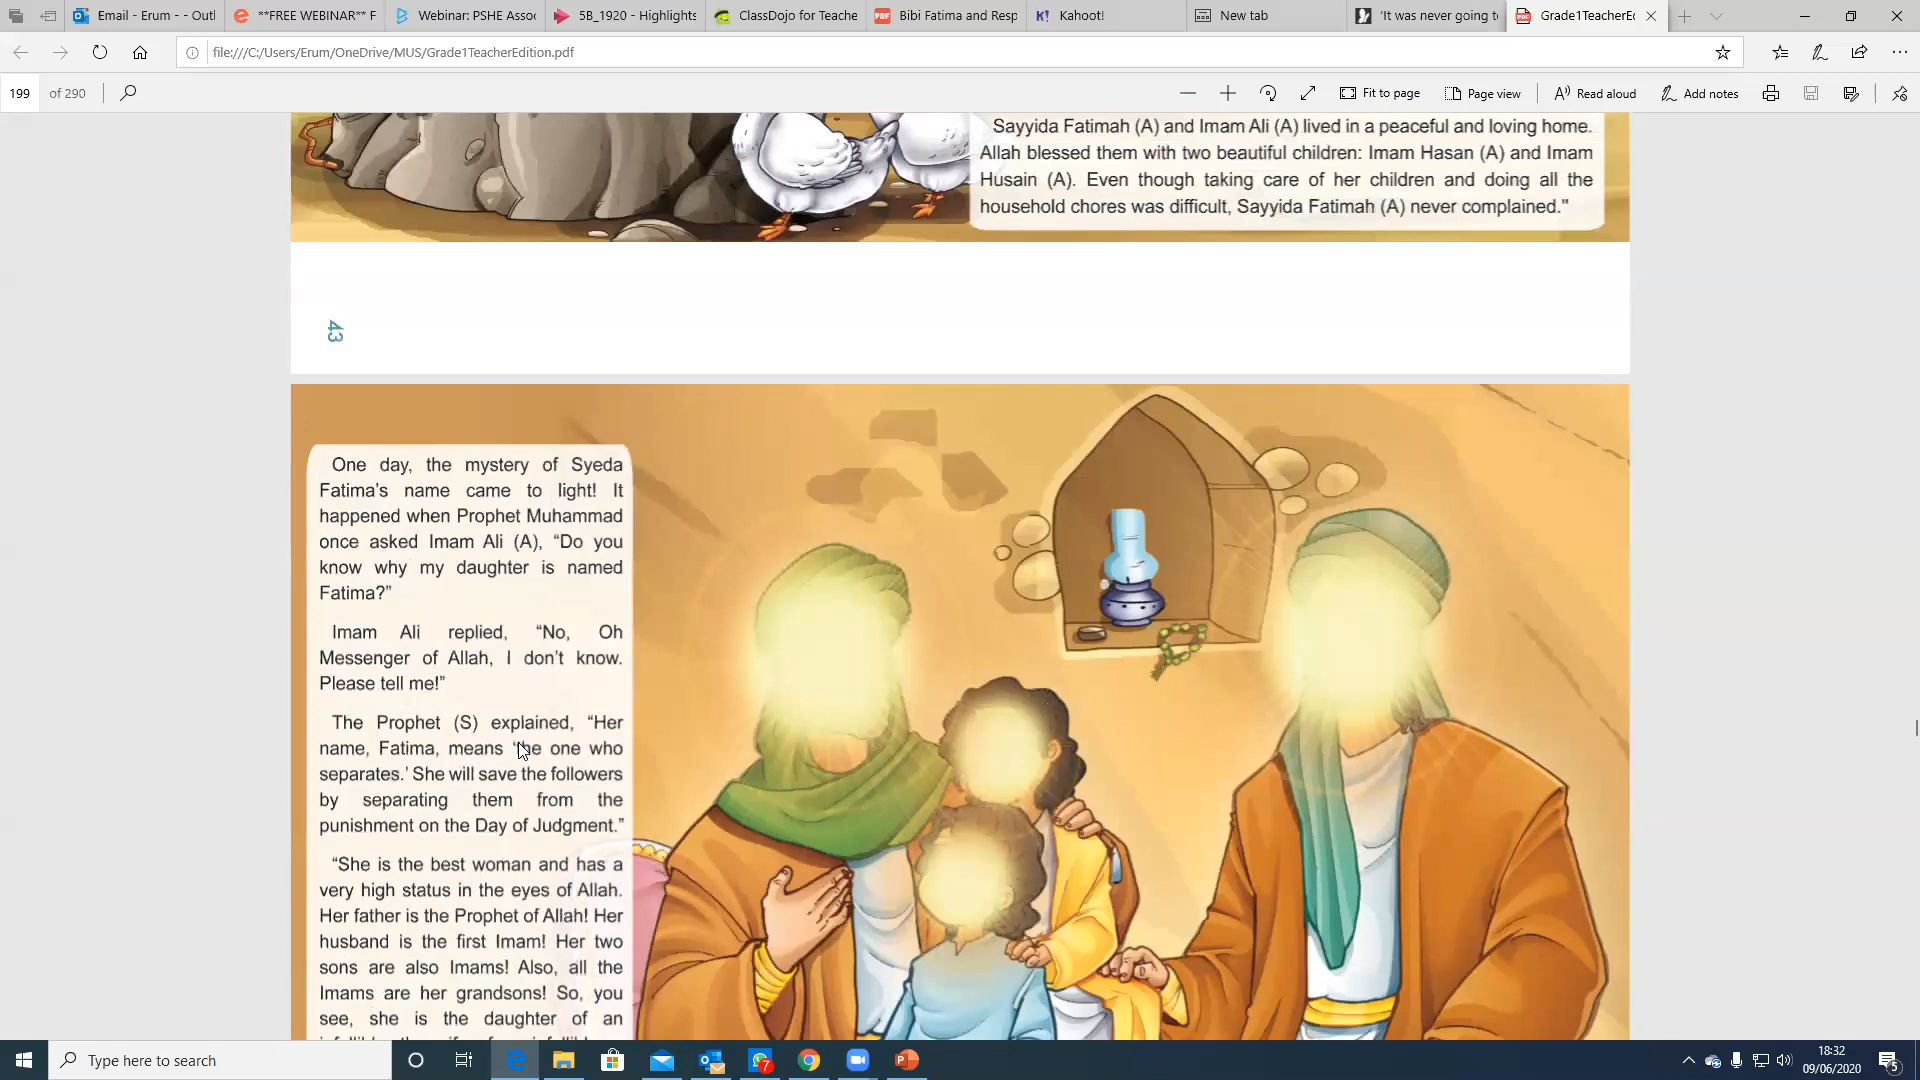 Email - Erum - - Outl
**FREE WEBINAR** F
Webinar: PSHE Assoc
5B_1920 - Highlights
ClassDojo for Teache
Bibi Fatima and Resp
Kahoot!
New tab
'It was never going to
Grade1TeacherEd
file:///C:/Users/Erum/OneDrive/MUS/Grade1TeacherEdition.pdf
199 of 290
Fit to page
Page view
Read aloud
Add notes
Sayyida Fatimah (A) and Imam Ali (A) lived in a peaceful and loving home.
Allah blessed them with two beautiful children: Imam Hasan (A) and Imam
Husain (A). Even though taking care of her children and doing all the
household chores was difficult, Sayyida Fatimah (A) never complained."
43
One day, the mystery of Syeda
Fatima's name came to light! It
happened when Prophet Muhammad
once asked Imam Ali (A), “Do you
know why my daughter is named
Fatima?”
Imam Ali replied, “No, Oh
Messenger of Allah, I don’t know.
Please tell me!”
The Prophet (S) explained, “Her
name, Fatima, means ‘the one who
separates.’ She will save the followers
by separating them from the
punishment on the Day of Judgment.”
“She is the best woman and has a
very high status in the eyes of Allah.
Her father is the Prophet of Allah! Her
husband is the first Imam! Her two
sons are also Imams! Also, all the
Imams are her grandsons! So, you
see, she is the daughter of an
Type here to search
7
18:32
09/06/2020
5